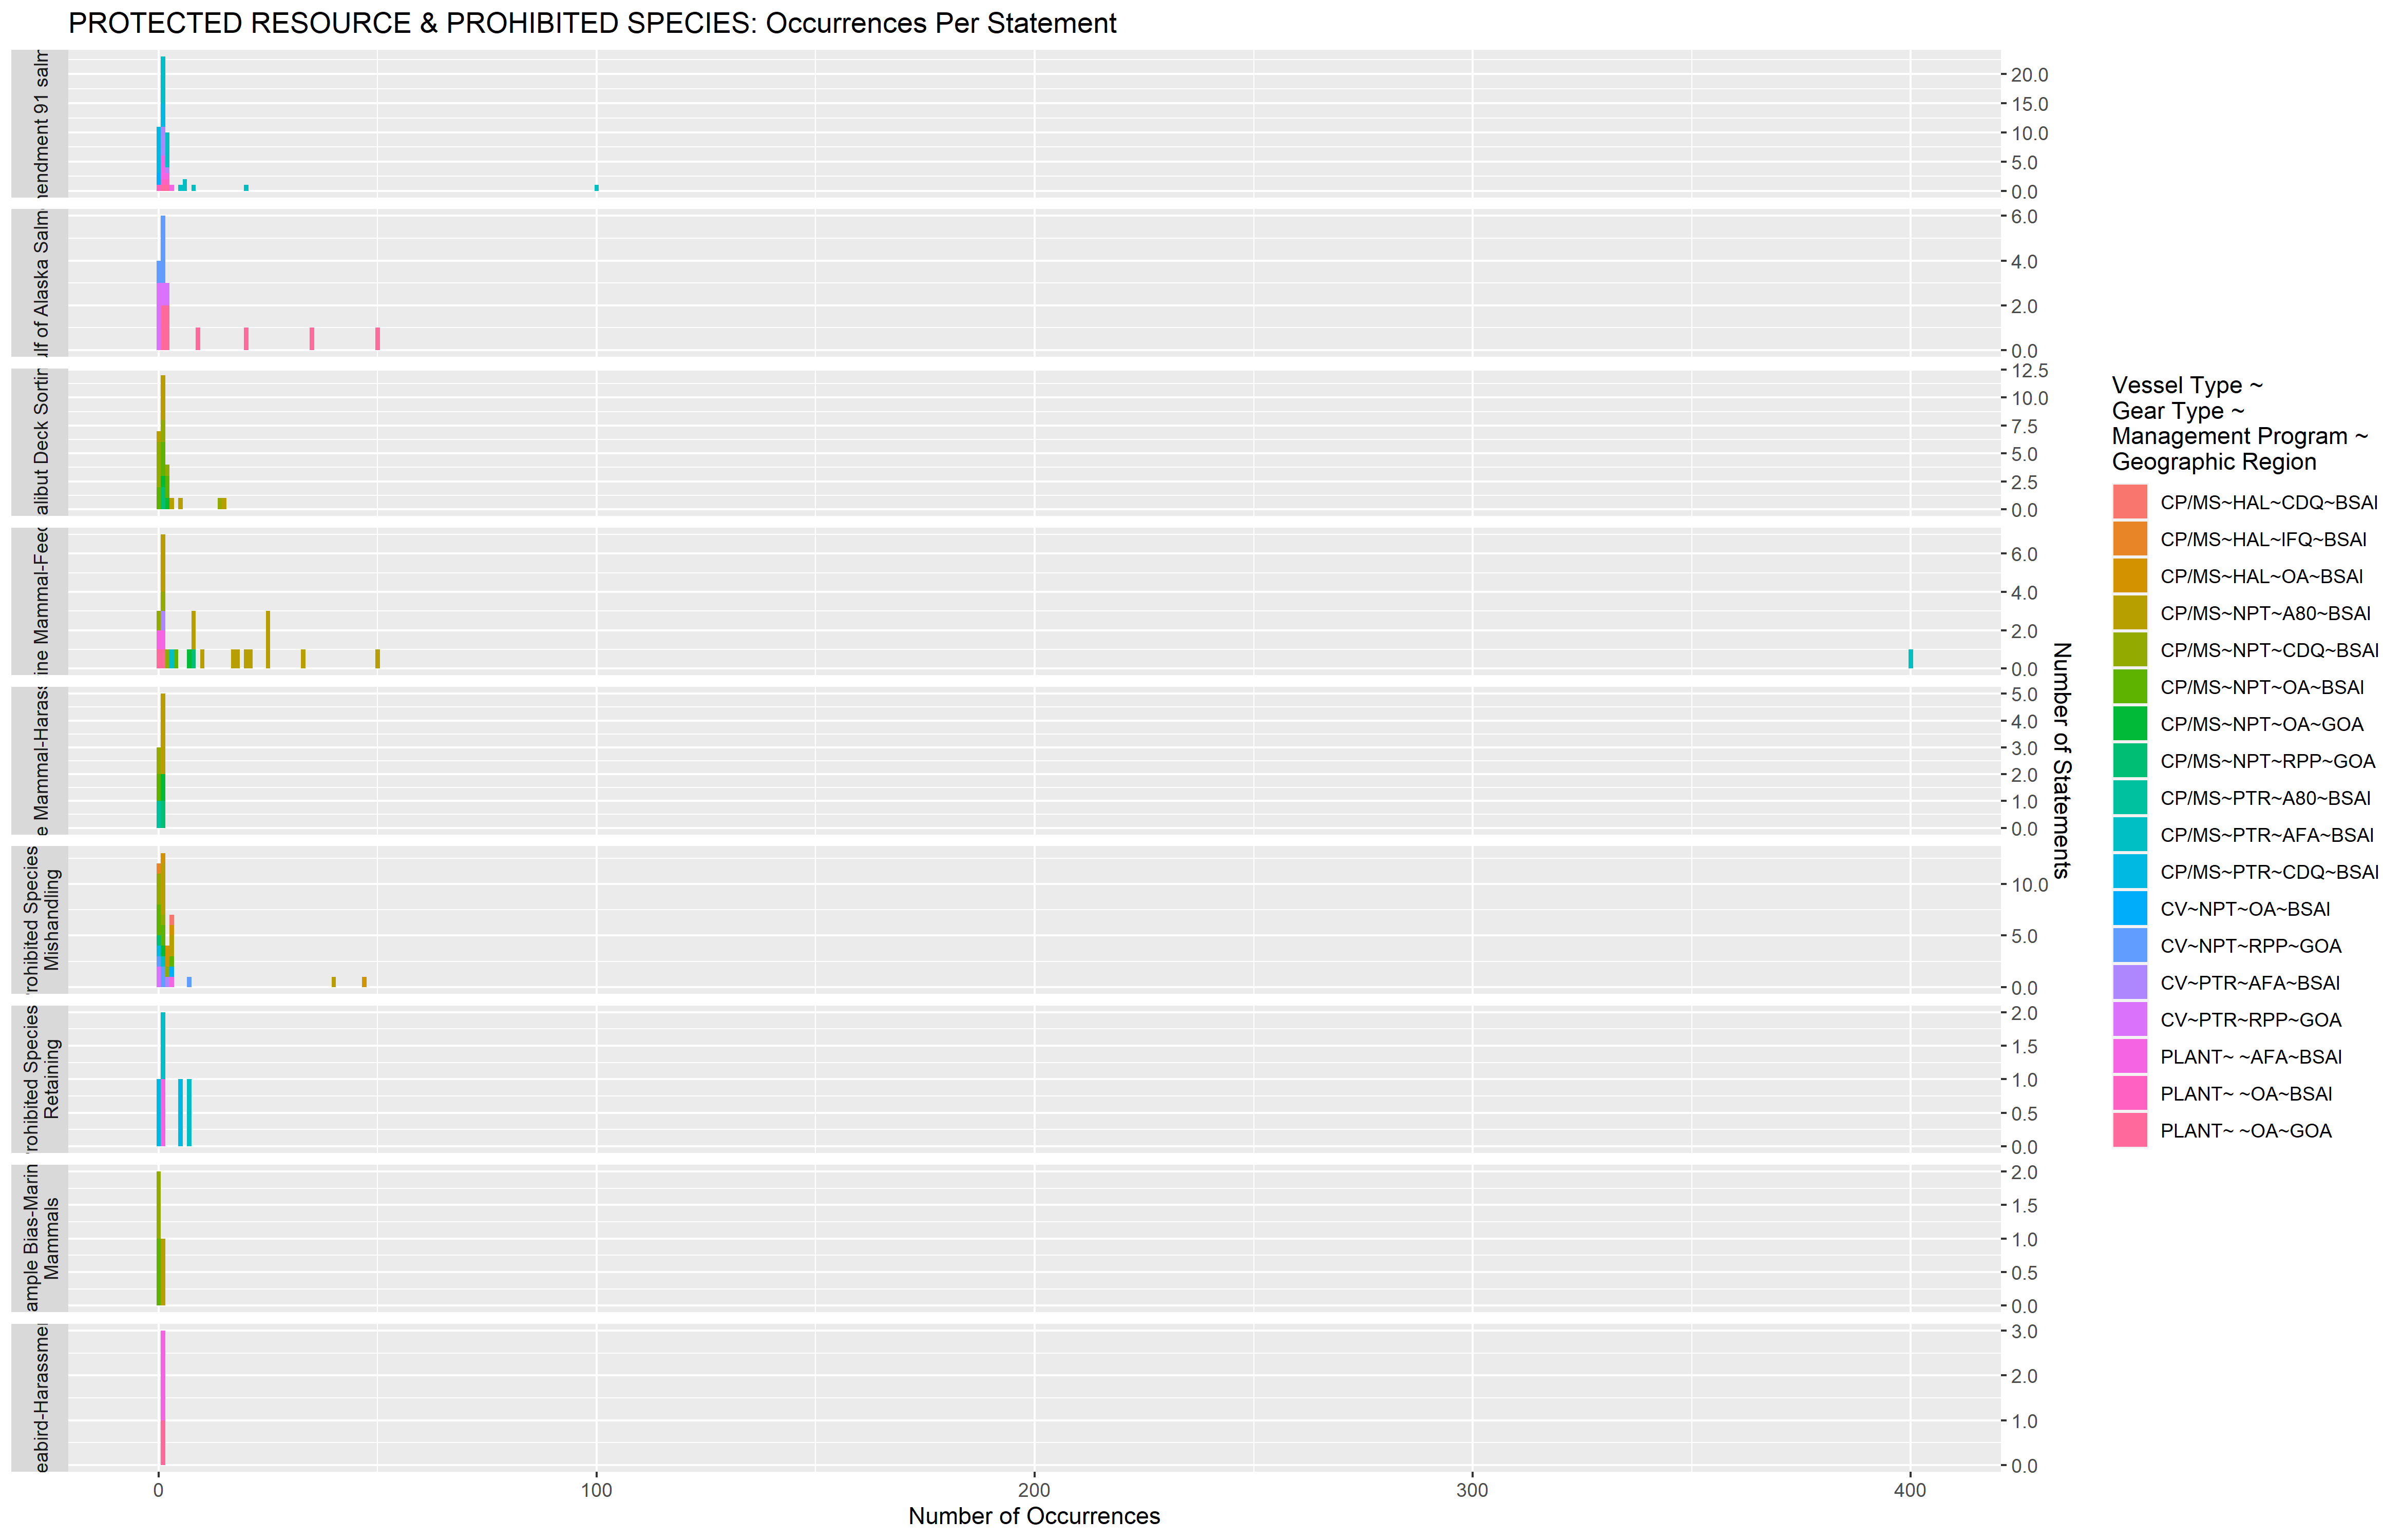 PROTECTED RESOURCE & PROHIBITED SPECIES: Occurrences Per Statement
91 salm
20.0
15.0
10.0
5.0
0.0
of Alaska Salm
6.0
4.0
2.0
0.0
alibut Deck Sortin
12.5
10.0
7.5
5.0
2.5
0.0
ine Mammal-Feed
6.0
4.0
2.0
0.0
e Mammal-Harass
5.0
4.0
3.0
2.0
1.0
0.0
rohibited Species
Mishandling
10.0
5.0
0.0
rohibited Species
Retaining
2.0
1.5
1.0
0.5
0.0
ample Bias-Marin
Mammals
2.0
1.5
1.0
0.5
0.0
eabird-Harassmen
3.0
2.0
1.0
0.0
0
100
200
300
400
Number of Occurrences
Number of Statements
Vessel Type ~
Gear Type ~
Management Program ~
Geographic Region
CP/MS~HAL~CDQ~BSAI
CP/MS~HAL~IFQ~BSAI
CP/MS~HAL~OA~BSAI
CP/MS~NPT~A80~BSAI
CP/MS~NPT~CDQ~BSAI
CP/MS~NPT~OA~BSAI
CP/MS~NPT~OA~GOA
CP/MS~NPT~RPP~GOA
CP/MS~PTR~A80~BSAI
CP/MS~PTR~AFA~BSAI
CP/MS~PTR~CDQ~BSAI
CV~NPT~OA~BSAI
CV~NPT~RPP~GOA
CV~PTR~AFA~BSAI
CV~PTR~RPP~GOA
PLANT~ ~AFA~BSAI
PLANT~ ~OA~BSAI
PLANT~ ~OA~GOA